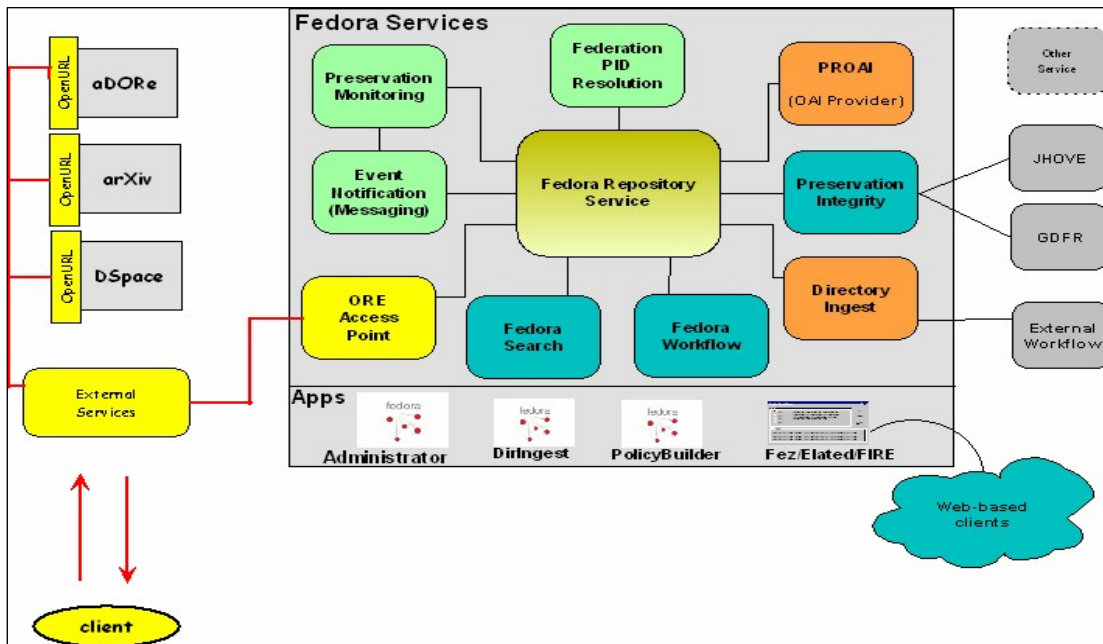 Fedora Services
OpenURL
aDORe
OpenURL
arXiv
OpenURL
DSpace
External
Services
client
Preservation
Monitoring
Federation
PID
Resolution
PROAI
(OAI Provider)
Event
Notification
(Messaging)
Fedora Repository
Service
Preservation
Integrity
ORE
Access
Point
Fedora
Search
Fedora
Workflow
Directory
Ingest
Other
Service
JHOVE
GDFR
External
Workflow
Apps
fedora
Administrator
fedora
DirIngest
fedora
PolicyBuilder
Fez/Elated/FIRE
Web-based
clients